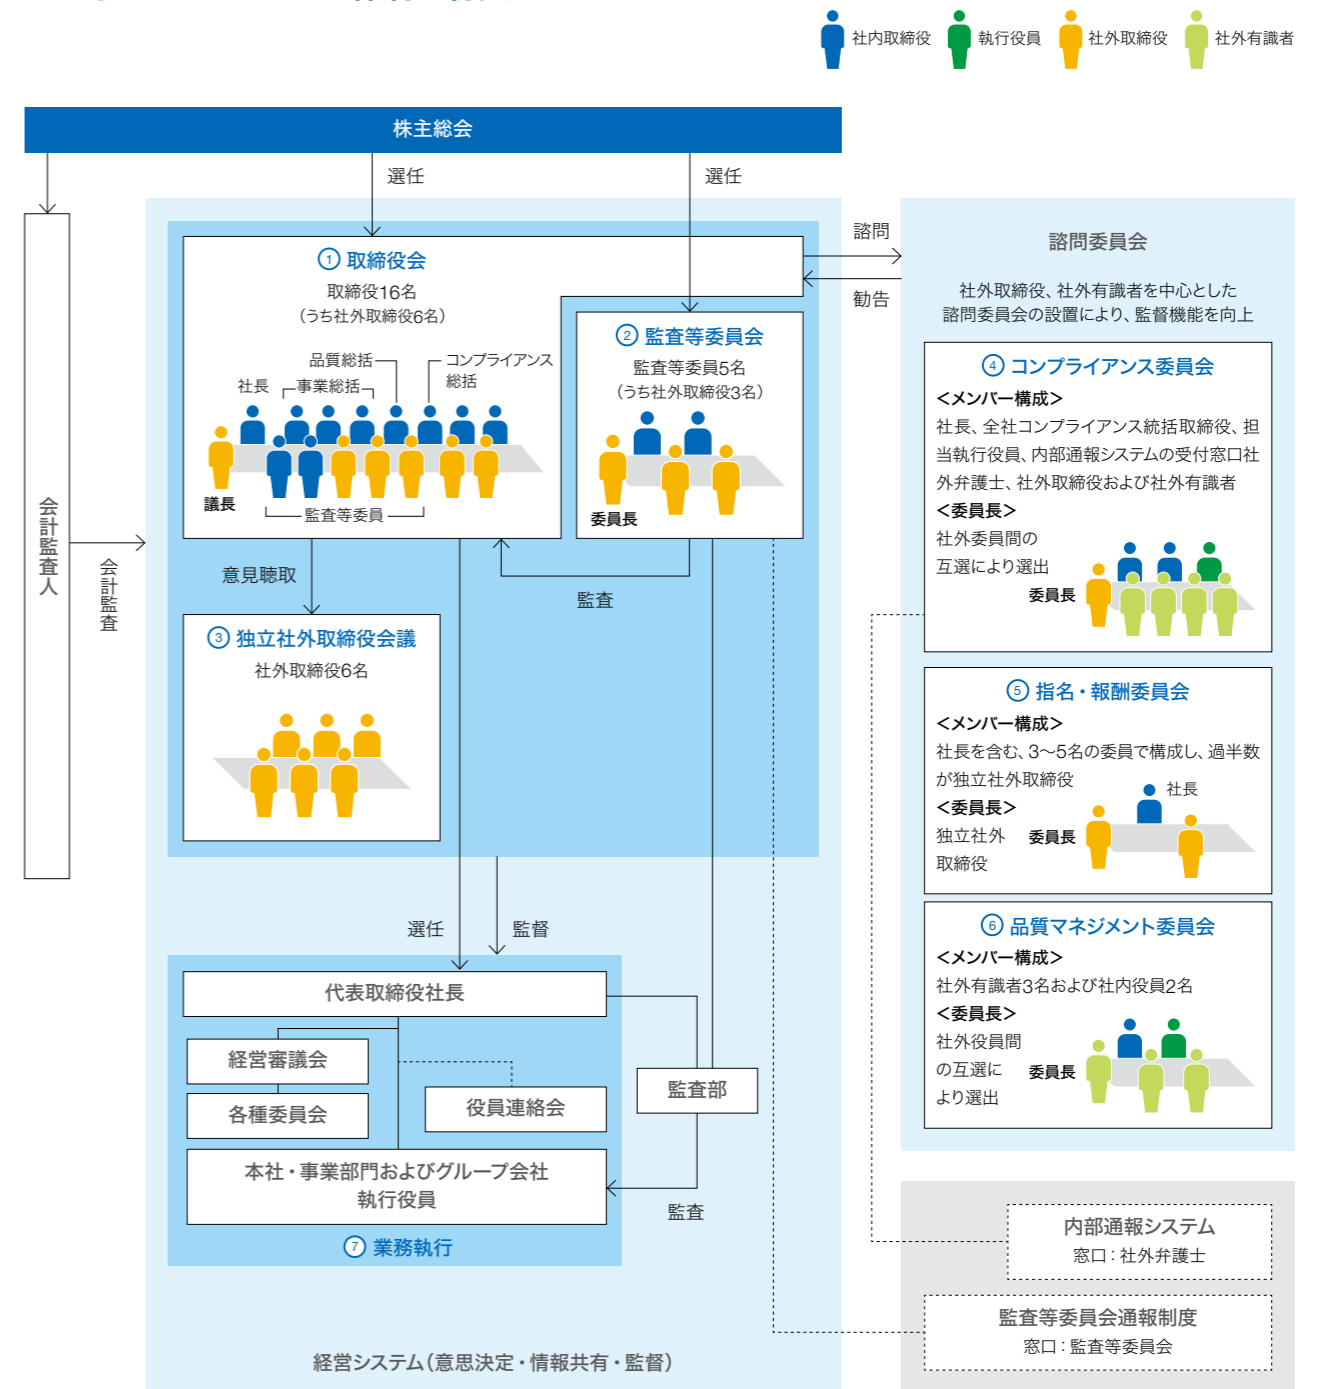 社内取締役
執行役員
社外取締役
社外有識者
株主総会
選任
選任
会計監査人
会計監査
① 取締役会
取締役16名
（うち社外取締役6名）
品質総括
コンプライアンス
総括
社長
事業総括
議長
監査等委員
② 監査等委員会
監査等委員5名
（うち社外取締役3名）
委員長
諮問
勧告
意見聴取
監査
③ 独立社外取締役会議
社外取締役6名
選任
監督
代表取締役社長
経営審議会
各種委員会
役員連絡会
監査部
本社・事業部門およびグループ会社
執行役員
監査
⑦ 業務執行
経営システム（意思決定・情報共有・監督）
諮問委員会
社外取締役、社外有識者を中心とした
諮問委員会の設置により、監督機能を向上
④ コンプライアンス委員会
＜メンバー構成＞
社長、全社コンプライアンス統括取締役、担
当執行役員、内部通報システムの受付窓口社
外弁護士、社外取締役および社外有識者
＜委員長＞
社外委員間の
互選により選出
委員長
⑤ 指名・報酬委員会
＜メンバー構成＞
社長を含む、3～5名の委員で構成し、過半数
が独立社外取締役
＜委員長＞
独立社外
取締役
委員長
社長
⑥ 品質マネジメント委員会
＜メンバー構成＞
社外有識者3名および社内役員2名
＜委員長＞
社外役員間
の互選に
より選出
委員長
内部通報システム
窓口：社外弁護士
監査等委員会通報制度
窓口：監査等委員会